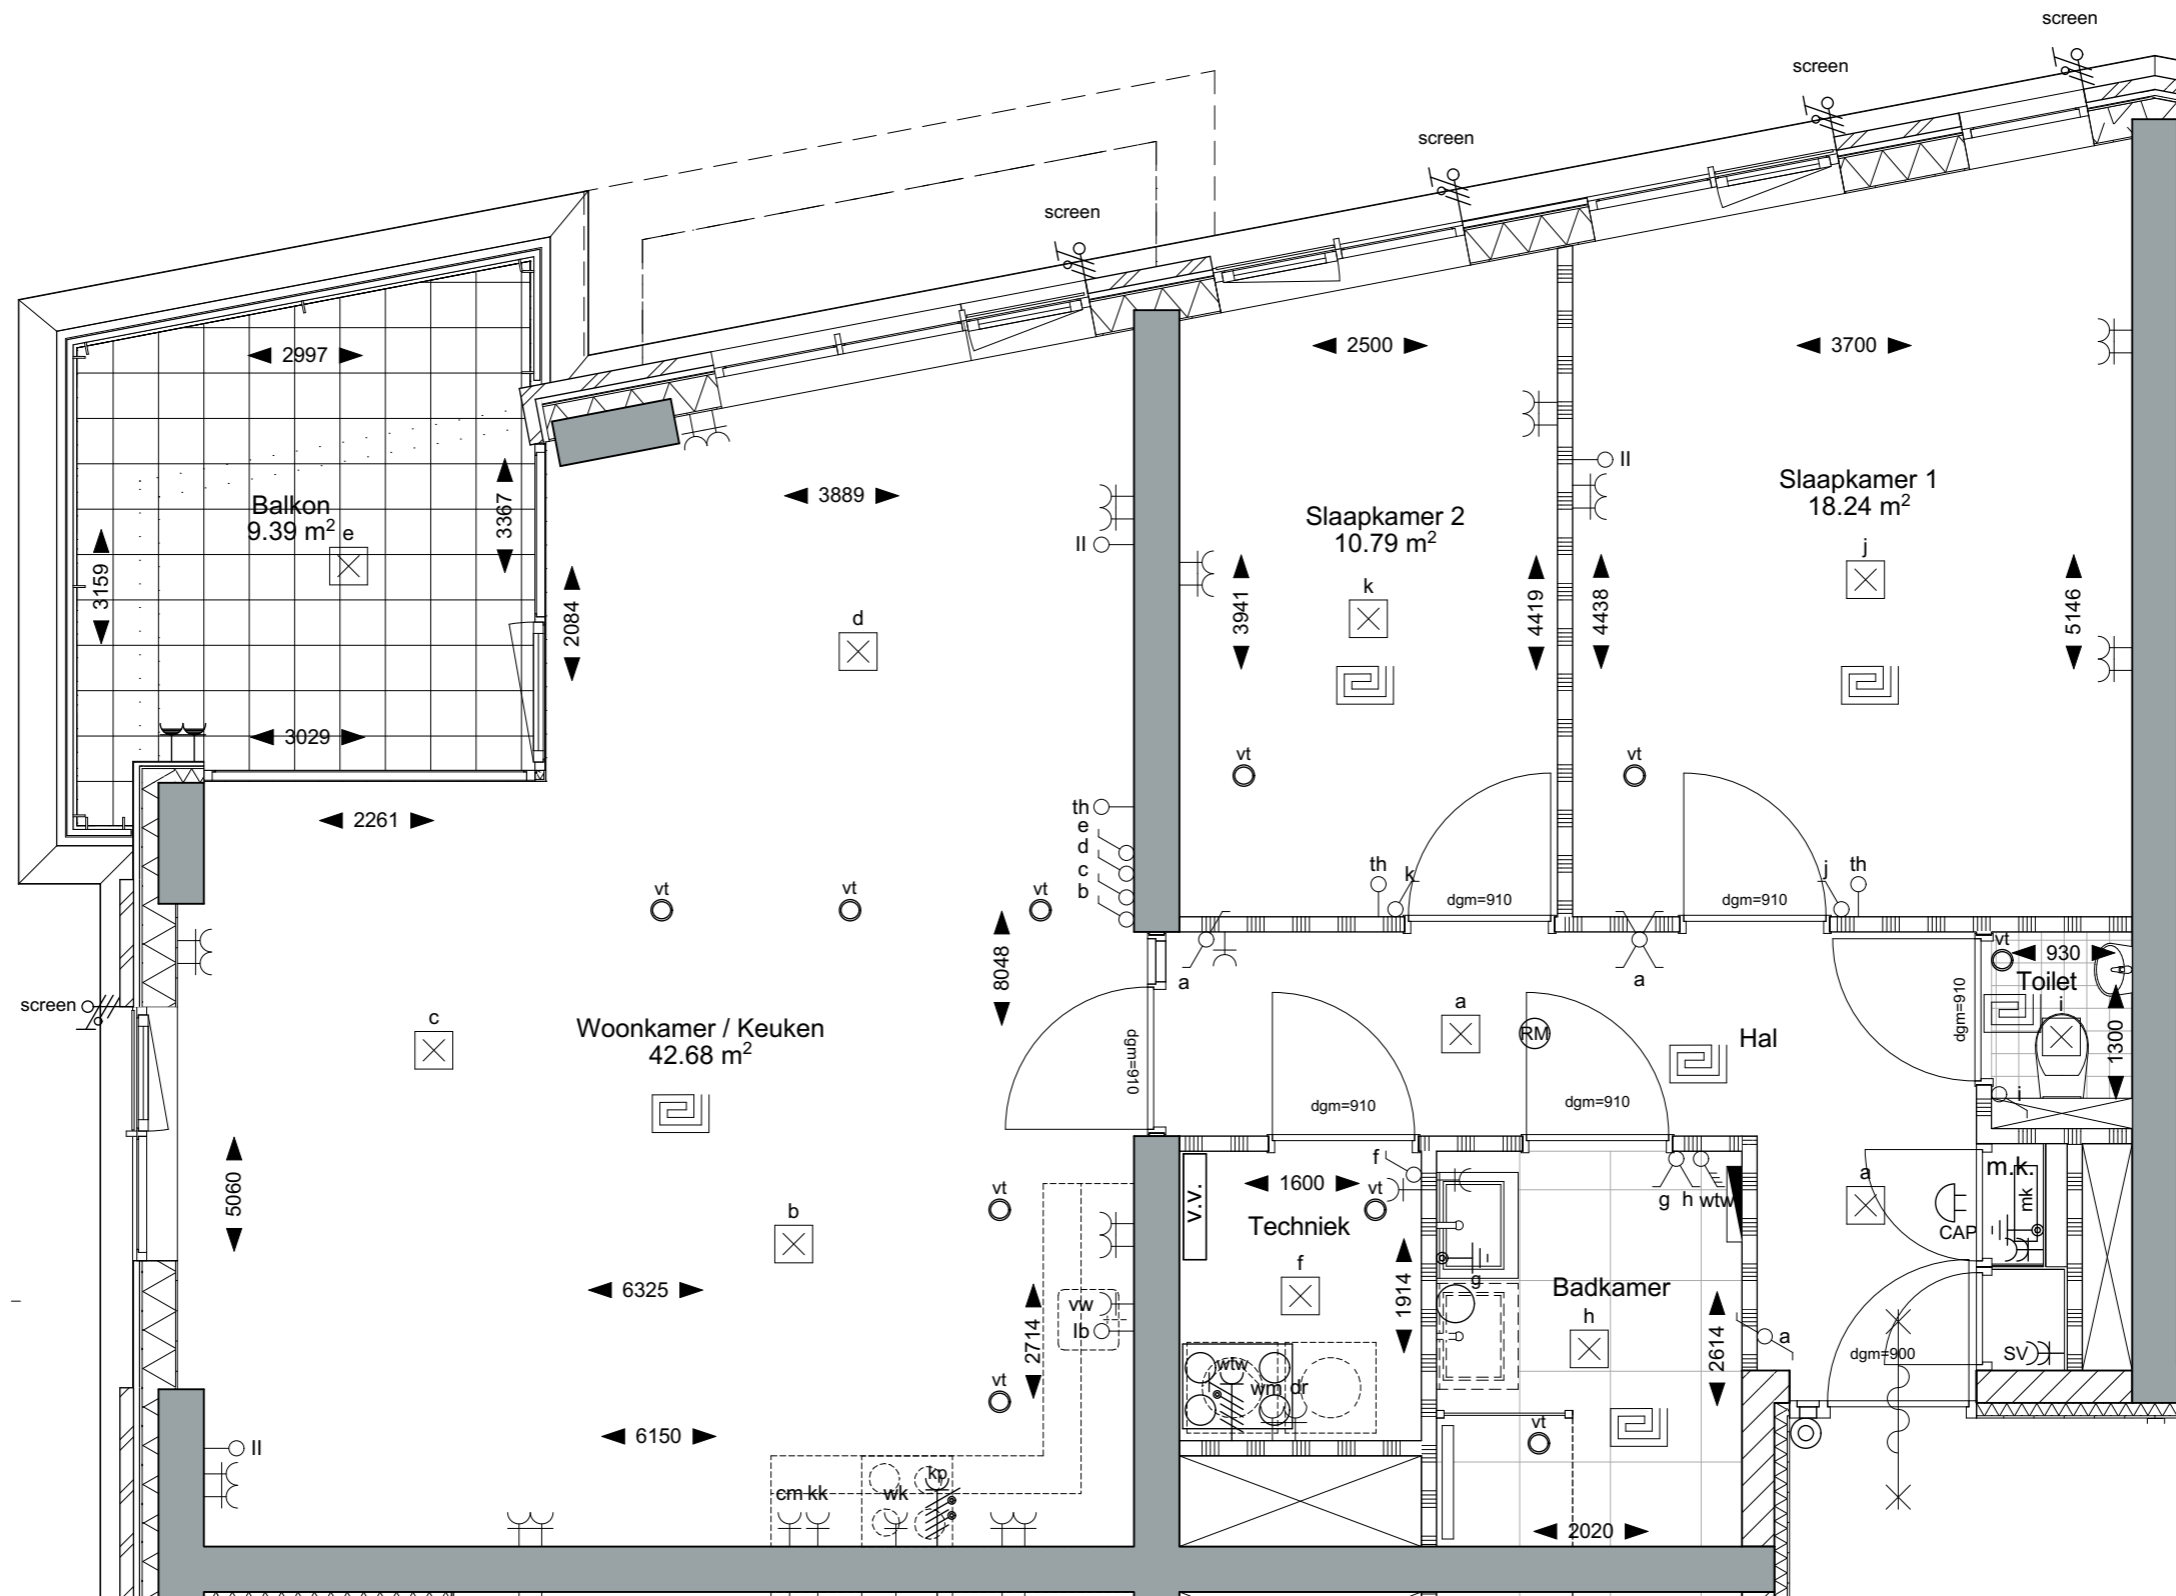 screen
screen
screen
screen
2997
2500
3700
3889
Balkon
9.39 m²
e
3367
3159
2084
3029
II
II
Slaapkamer 2
10.79 m²
k
3941
4419
Slaapkamer 1
18.24 m²
j
4438
5146
d
vt
vt
2261
th
e
d
c
b
th
k
j
th
dgm=910
dgm=910
vt
vt
vt
8048
a
a
vt
930
Toilet
i
1300
i
dgm=910
screen
c
Woonkamer / Keuken
42.68 m²
dgm=910
a
RM
Hal
dgm=910
dgm=910
5060
b
vt
6325
2714
vw
lb
vt
6150
II
cm kk
wk
kp
v.v.
1600
f
vt
Techniek
f
1914
wtw
wm
dr
g
h
wtw
g
Badkamer
h
2614
vt
2020
a
m.k.
mk
CAP
a
SV
dgm=900